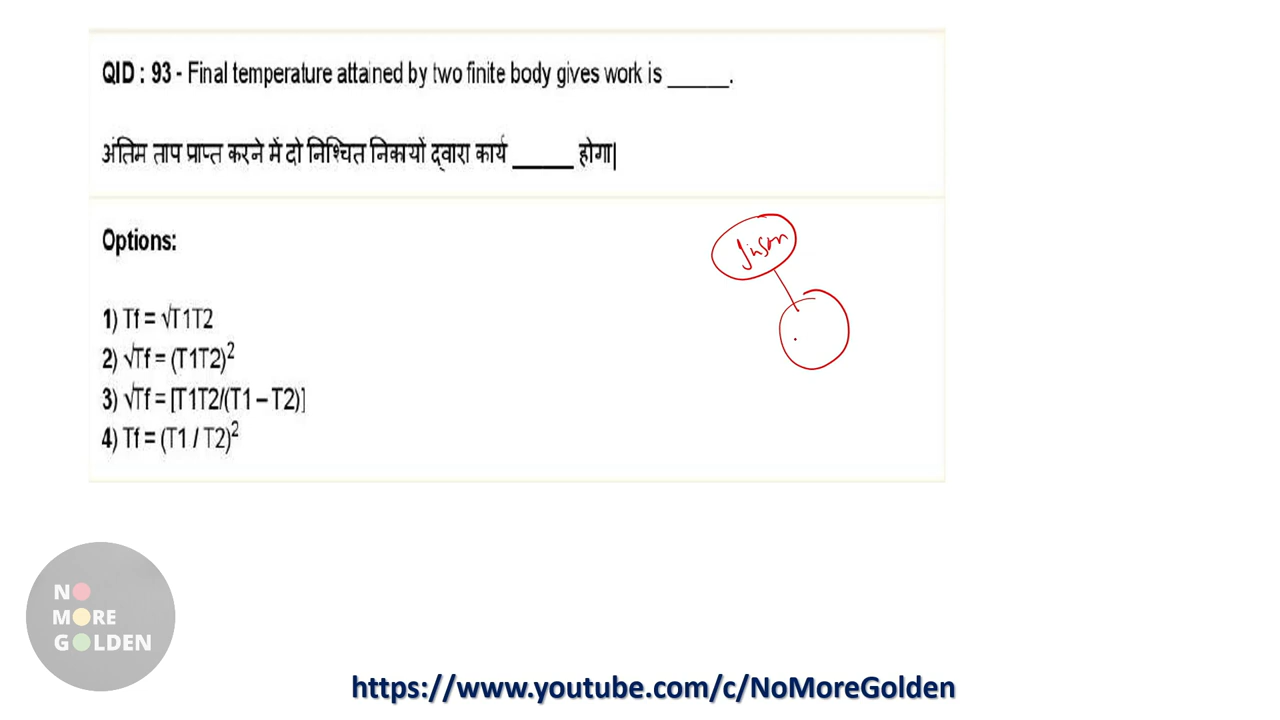 QID : 93 - Final temperature attained by two finite body gives work is ______.
अंतिम ताप प्राप्त करने में दो निश्चित निकायों द्वारा कार्य ______ होगा|
Options:
1) Tf = √T1T2
2) √Tf = (T1T2)²
3) √Tf = [T1T2/(T1 – T2)]
4) Tf = (T1 / T2)²
NO
MORE
GOLDEN
https://www.youtube.com/c/NoMoreGolden